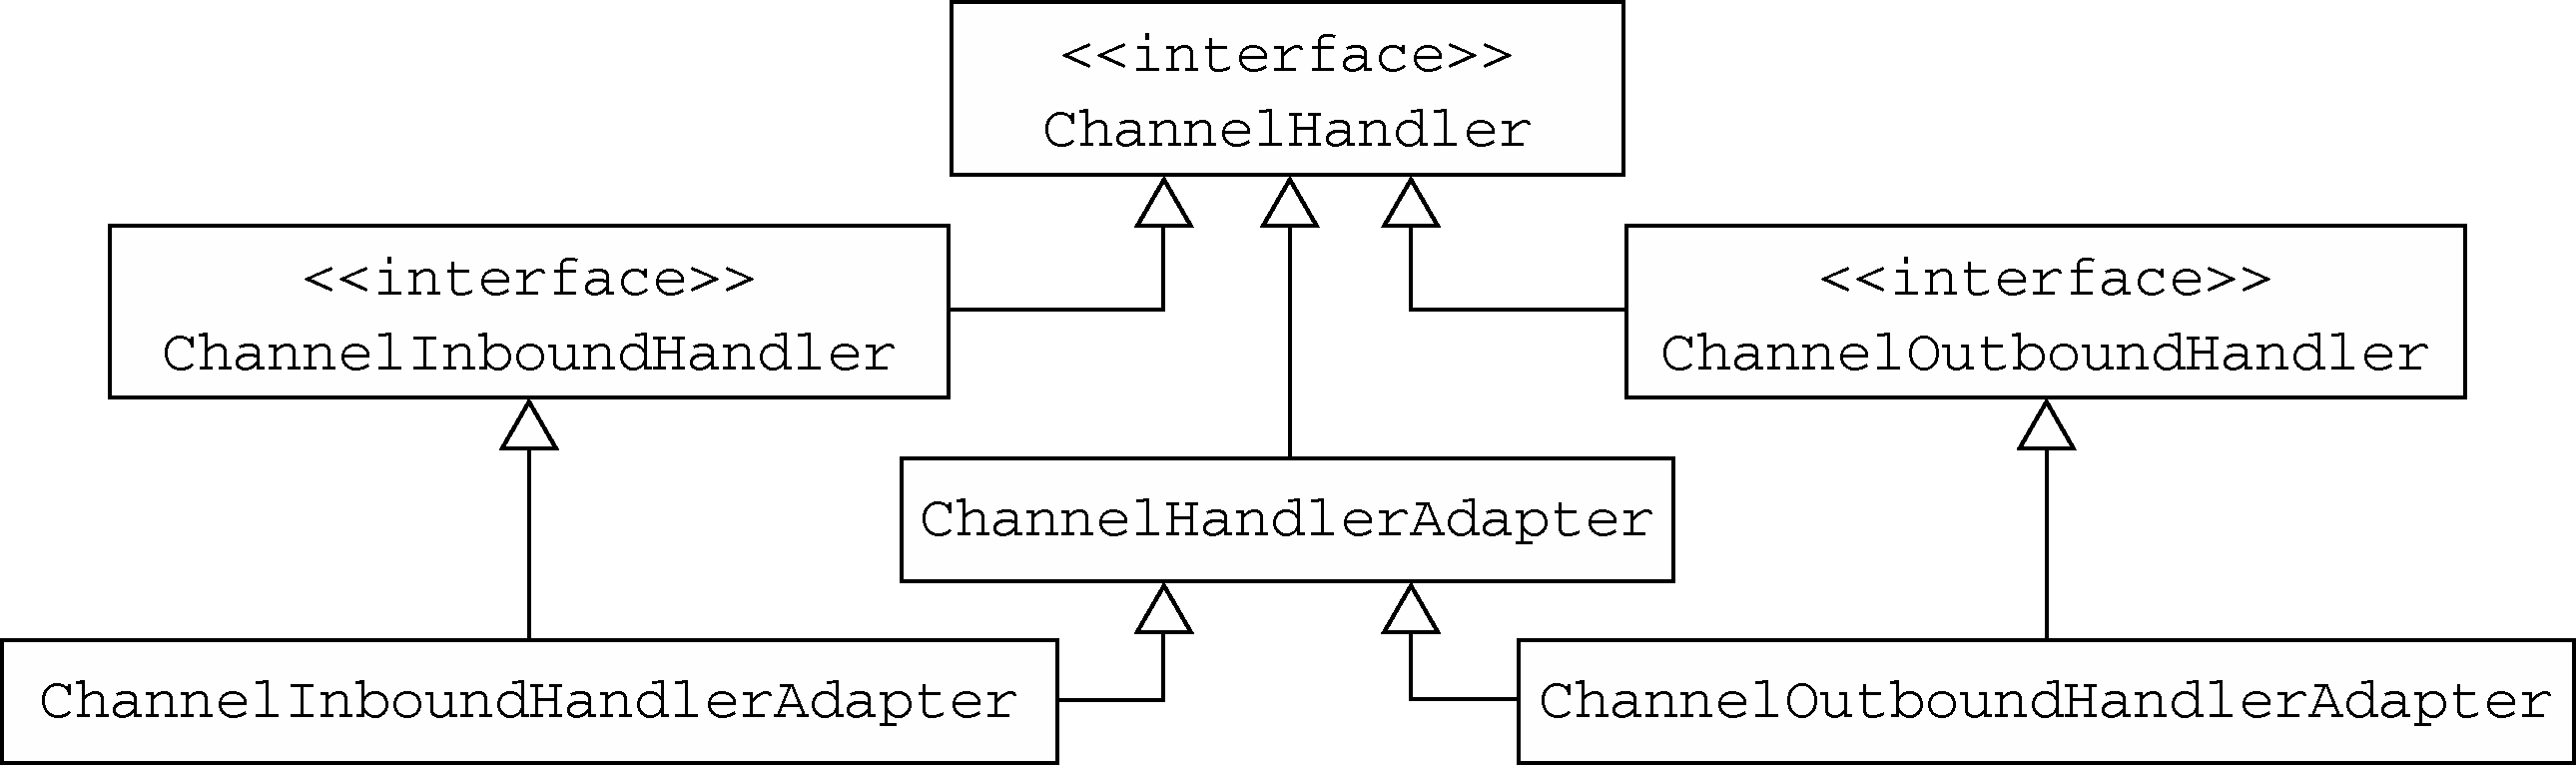 <<interface>>
ChannelHandler
<<interface>>
ChannelInboundHandler
<<interface>>
ChannelOutboundHandler
ChannelHandlerAdapter
ChannelInboundHandlerAdapter
ChannelOutboundHandlerAdapter